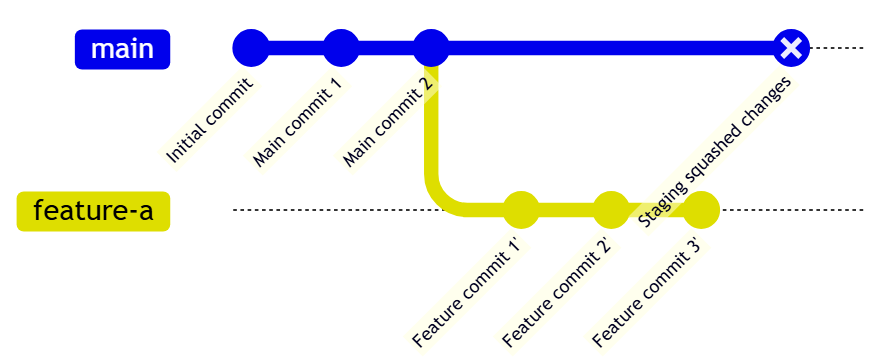 main
Initial commit
Main commit 1
Main commit 2
Staging squashed changes
feature-a
Feature commit 1'
Feature commit 2'
Feature commit 3'